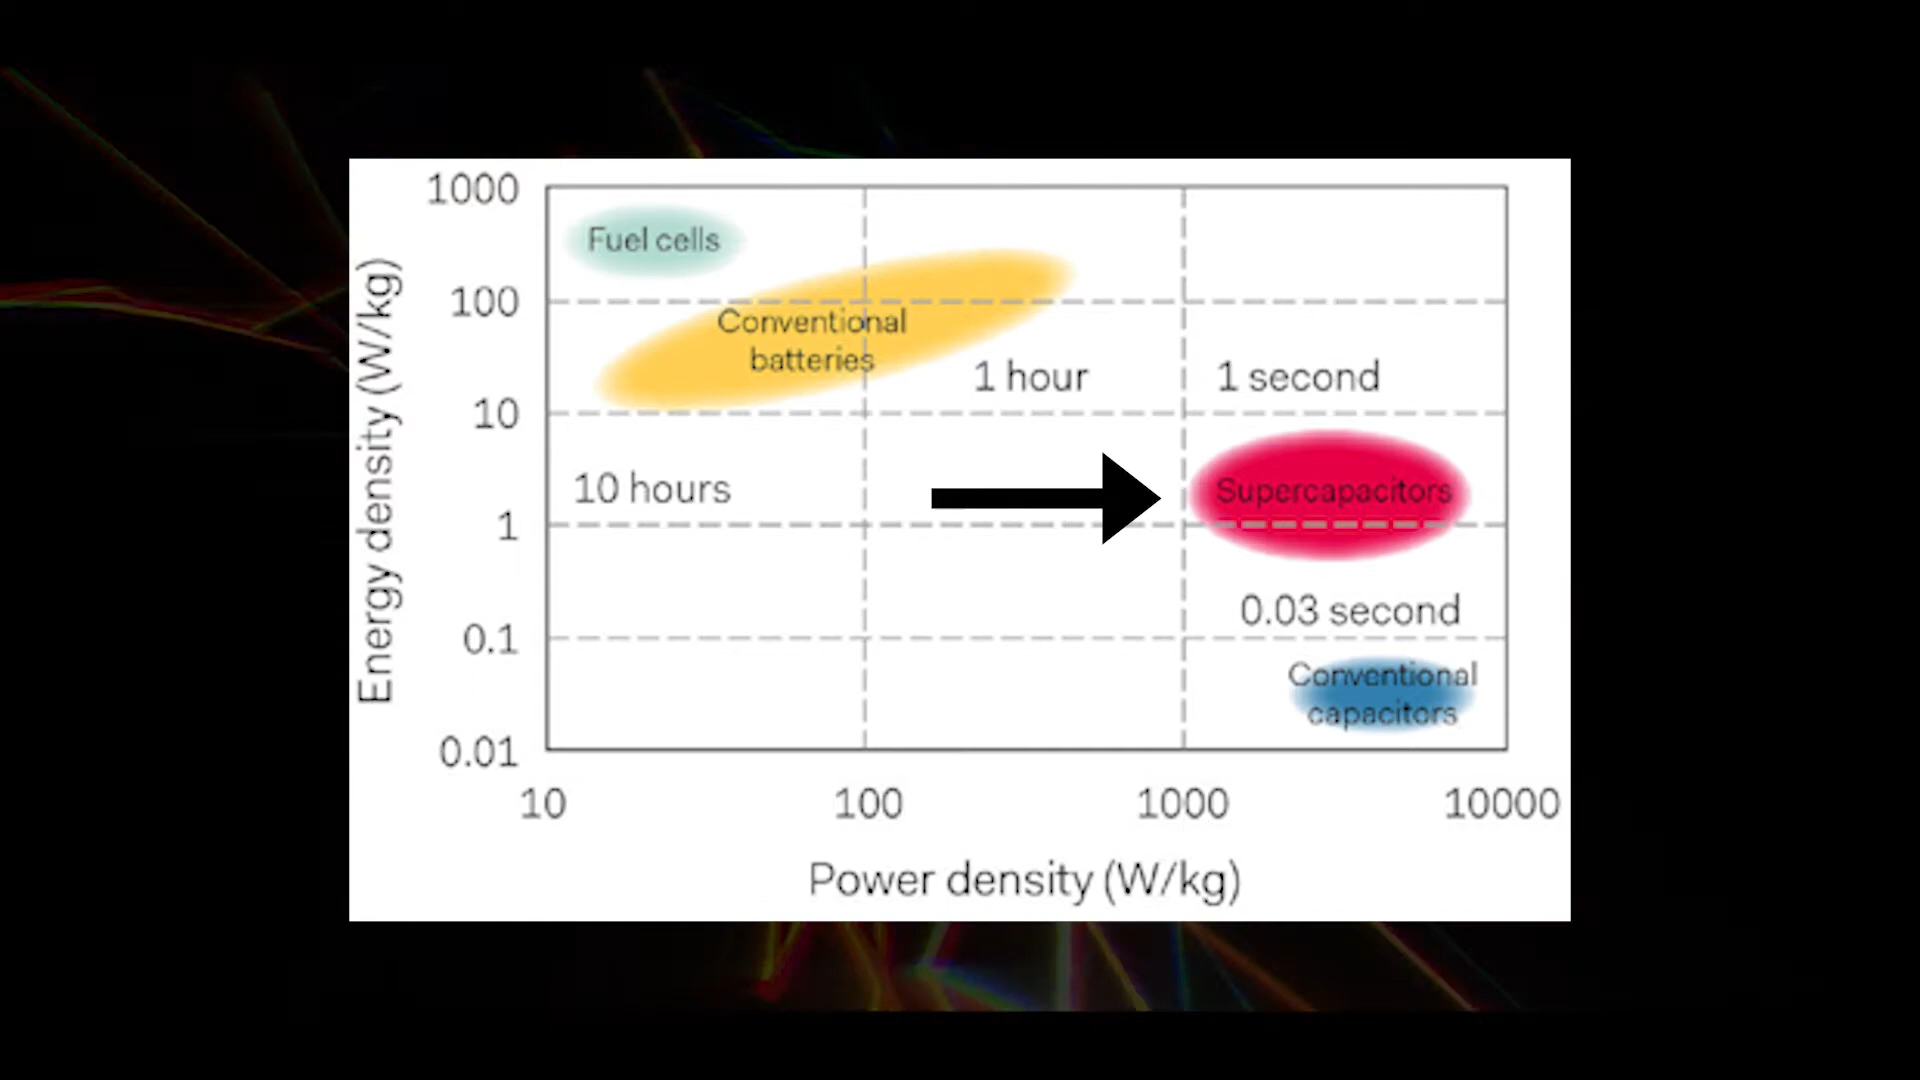 1000
Fuel cells
100
Conventional
batteries
1 hour
1 second
10
10 hours
Supercapacitors
1
0.03 second
0.1
Conventional
capacitors
0.01
Energy density (W/kg)
10
100
1000
10000
Power density (W/kg)